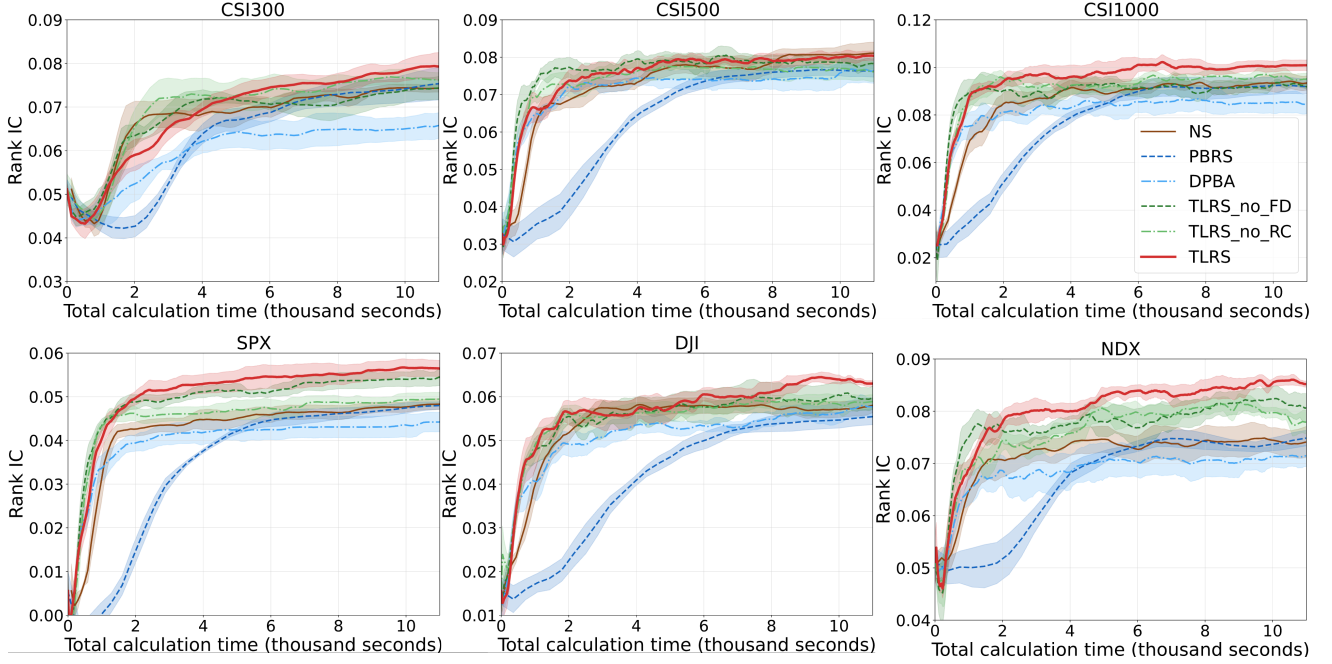 CSI300
CSI500
CSI1000
Rank IC
0.09
0.08
0.07
0.06
0.05
0.04
0.03
0 2 4 6 8 10
Total calculation time (thousand seconds)
Rank IC
0.09
0.08
0.07
0.06
0.05
0.04
0.03
0.02
0 2 4 6 8 10
Total calculation time (thousand seconds)
Rank IC
0.12
0.10
0.08
0.06
0.04
0.02
0 2 4 6 8 10
Total calculation time (thousand seconds)
NS
PBRS
DPBA
TLRS_no_FD
TLRS_no_RC
TLRS
SPX
DJI
NDX
Rank IC
0.06
0.05
0.04
0.03
0.02
0.01
0.00
0 2 4 6 8 10
Total calculation time (thousand seconds)
Rank IC
0.07
0.06
0.05
0.04
0.03
0.02
0.01
0 2 4 6 8 10
Total calculation time (thousand seconds)
Rank IC
0.09
0.08
0.07
0.06
0.05
0.04
0 2 4 6 8 10
Total calculation time (thousand seconds)